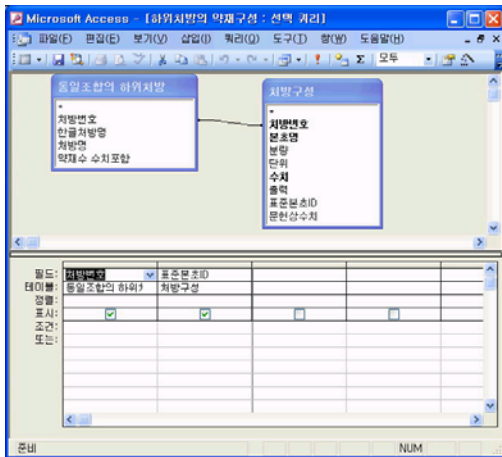 Microsoft Access - [하위처방의 약재구성 : 선택 쿼리]
파일(F) 편집(E) 보기(V) 삽입(I) 쿼리(Q) 도구(T) 창(W) 도움말(H)
모두
동일조합의 하위처방
*
처방번호
한글처방명
처방명
약재수 수치포함
처방구성
*
처방번호
본초명
분량
단위
수치
출력
표준본초ID
문헌상수치
필드: 처방번호 표준본초ID
테이블: 동일조합의 하위처 처방구성
정렬:
표시:
조건:
또는:
준비 NUM